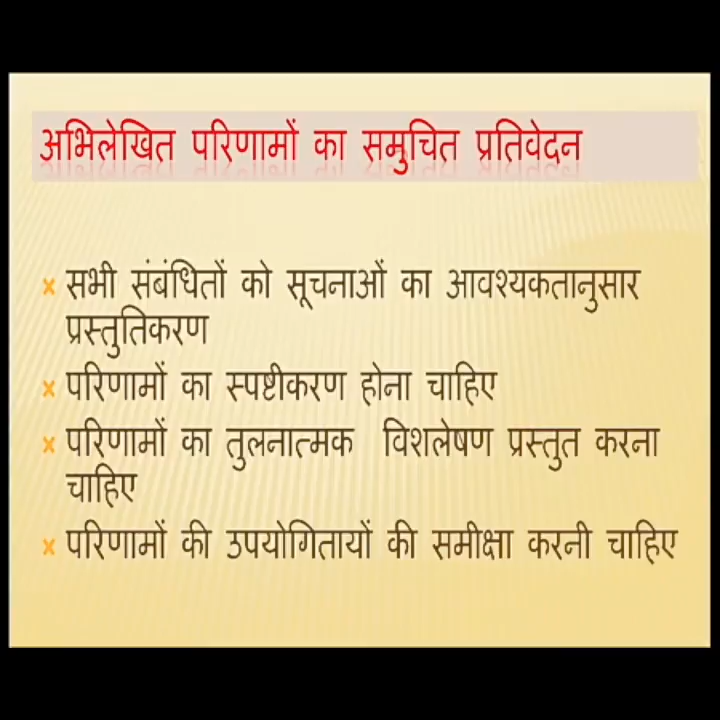 अभिलेखित परिणामों का समुचित प्रतिवेदन
सभी संबंधितों को सूचनाओं का आवश्यकतानुसार
प्रस्तुतिकरण
परिणामों का स्पष्टीकरण होना चाहिए
परिणामों का तुलनात्मक विशलेषण प्रस्तुत करना
चाहिए
परिणामों की उपयोगितायों की समीक्षा करनी चाहिए